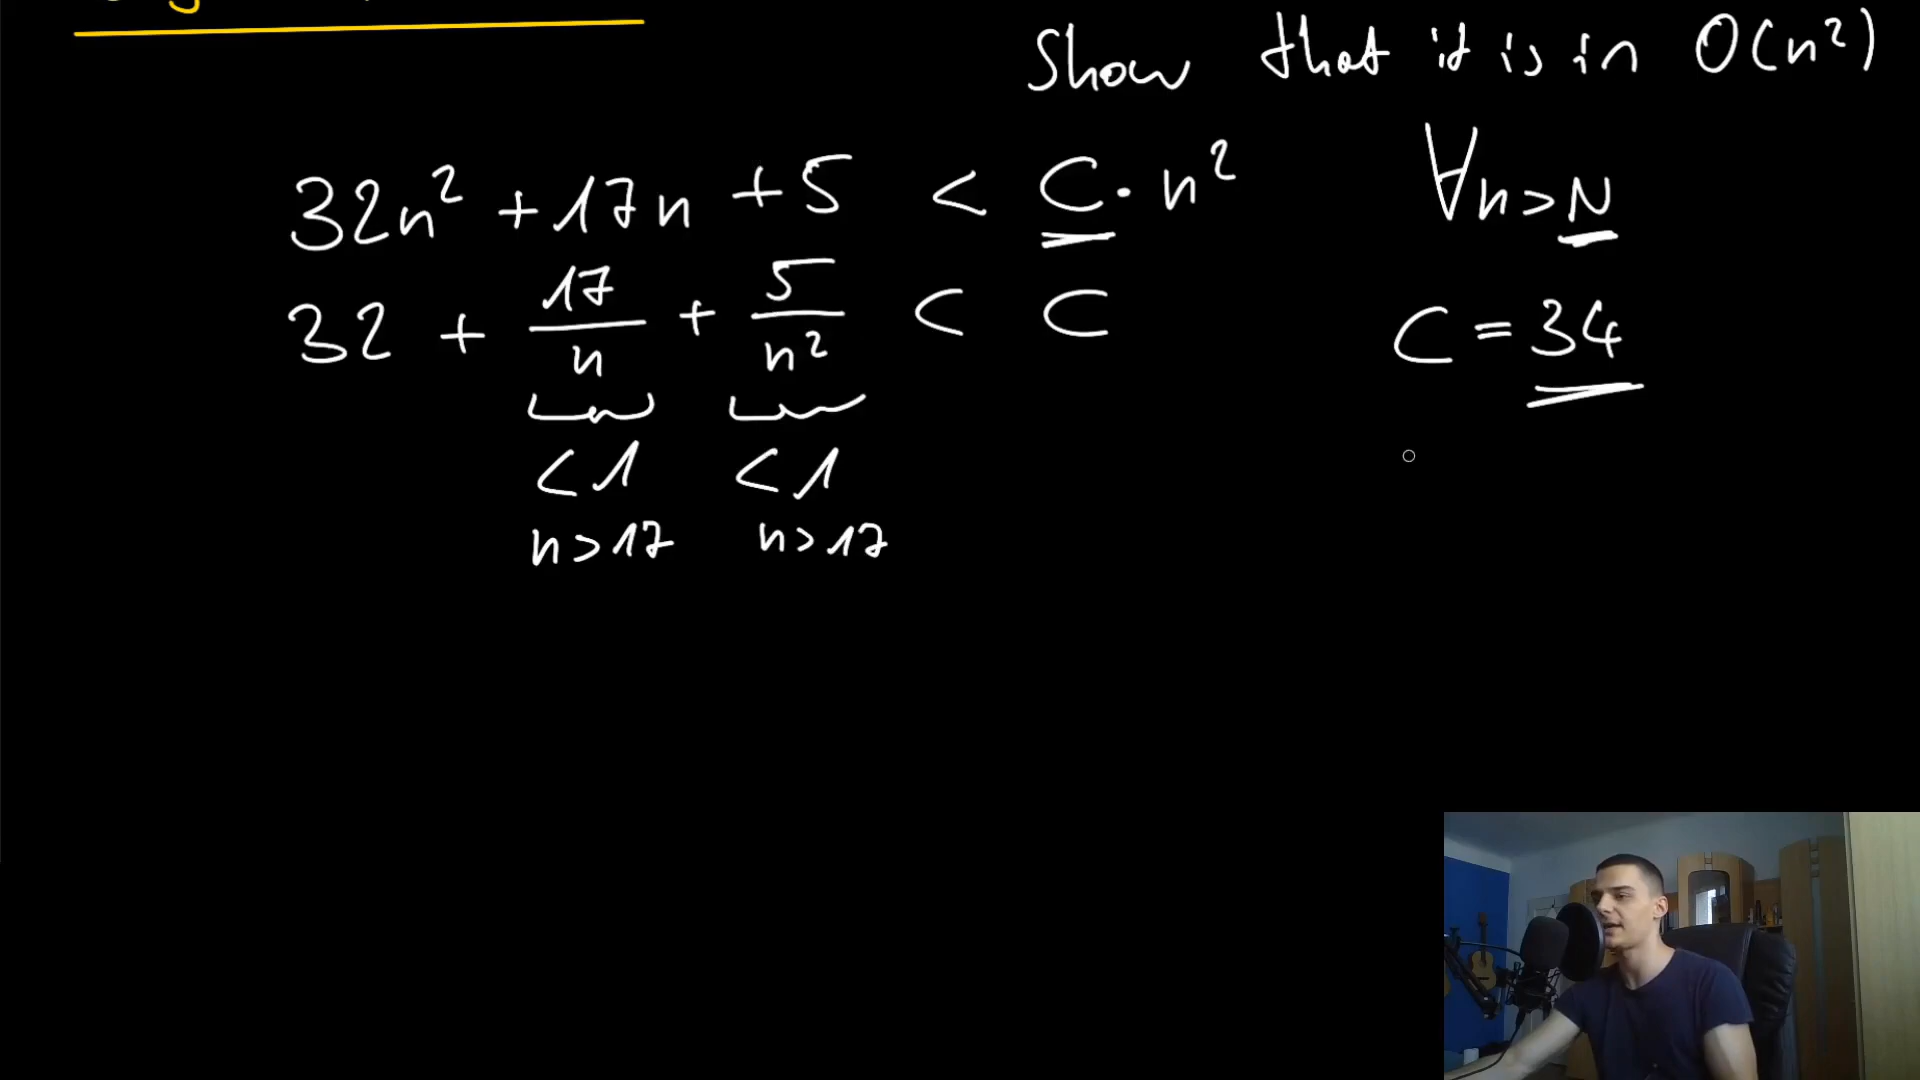 Show that it is in O(n²)
32n² + 17n + 5 < C · n²
∀n > N
32 + 17/n + 5/n² < C
C = 34
< 1 < 1
n > 17 n > 17